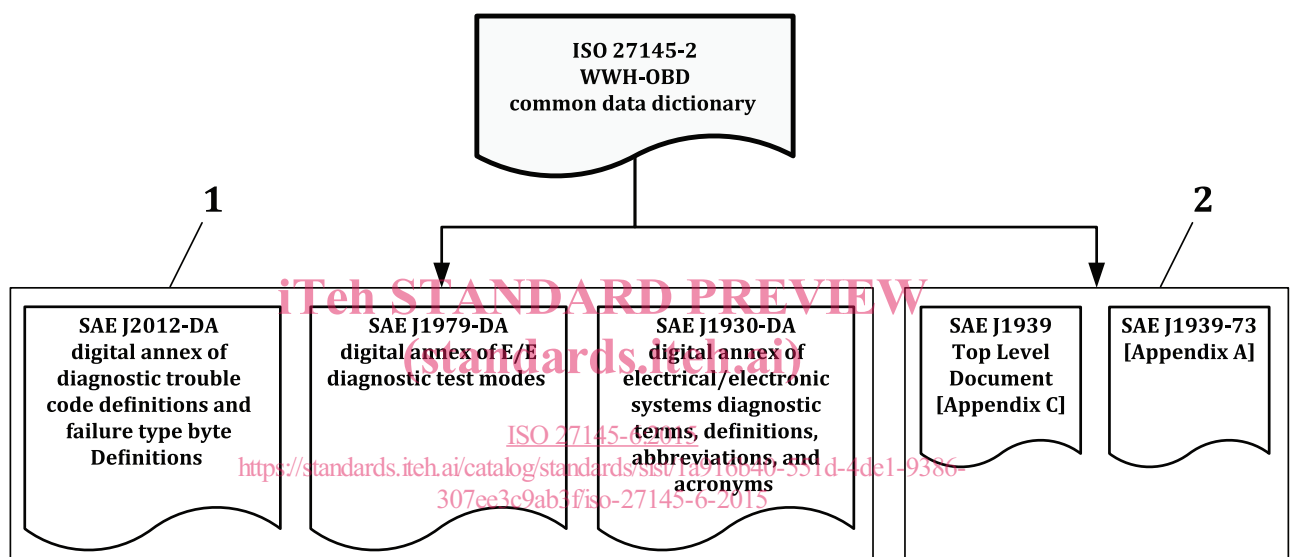 ISO 27145-2
WWH-OBD
common data dictionary
1
2
iTeh STANDARD PREVIEW
(standards.iteh.ai)
SAE J2012-DA
digital annex of
diagnostic trouble
code definitions and
failure type byte
Definitions
SAE J1979-DA
digital annex of E/E
diagnostic test modes
SAE J1930-DA
digital annex of
electrical/electronic
systems diagnostic
terms, definitions,
abbreviations, and
acronyms
SAE J1939
Top Level
Document
[Appendix C]
SAE J1939-73
[Appendix A]
ISO 27145-6:2015
https://standards.iteh.ai/catalog/standards/sist/1a916b40-551d-4de1-9386-
307ee3c9ab3f/iso-27145-6-2015